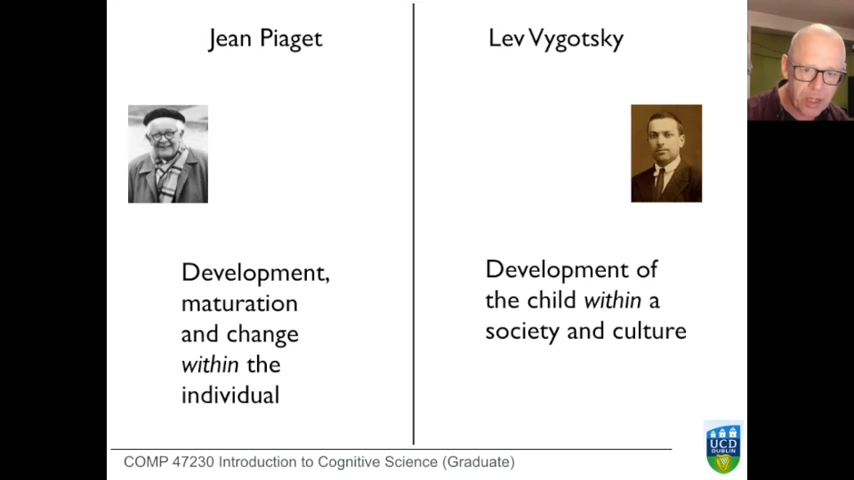 Jean Piaget
Development,
maturation
and change
within the
individual
Lev Vygotsky
Development of
the child within a
society and culture
COMP 47230 Introduction to Cognitive Science (Graduate)
UCD
DUBLIN